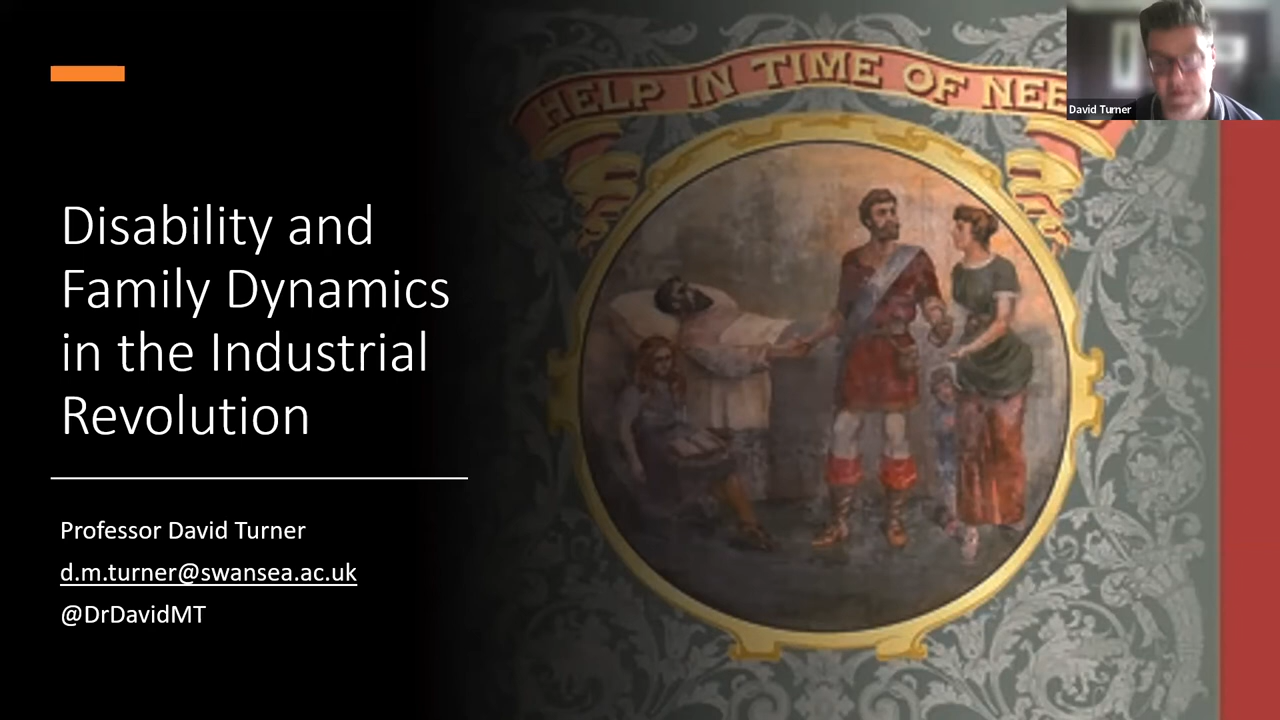 HELP IN TIME OF NEE
David Turner
Disability and
Family Dynamics
in the Industrial
Revolution
Professor David Turner
d.m.turner@swansea.ac.uk
@DrDavidMT